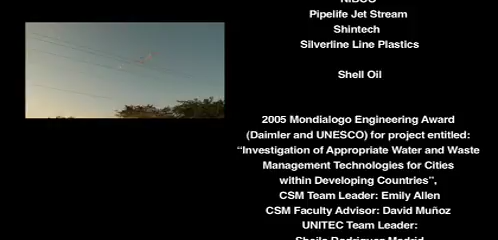 NIBCO
Pipelife Jet Stream
Shintech
Silverline Line Plastics
Shell Oil
2005 Mondialogo Engineering Award
(Daimler and UNESCO) for project entitled:
“Investigation of Appropriate Water and Waste
Management Technologies for Cities
within Developing Countries”,
CSM Team Leader: Emily Allen
CSM Faculty Advisor: David Muñoz
UNITEC Team Leader: